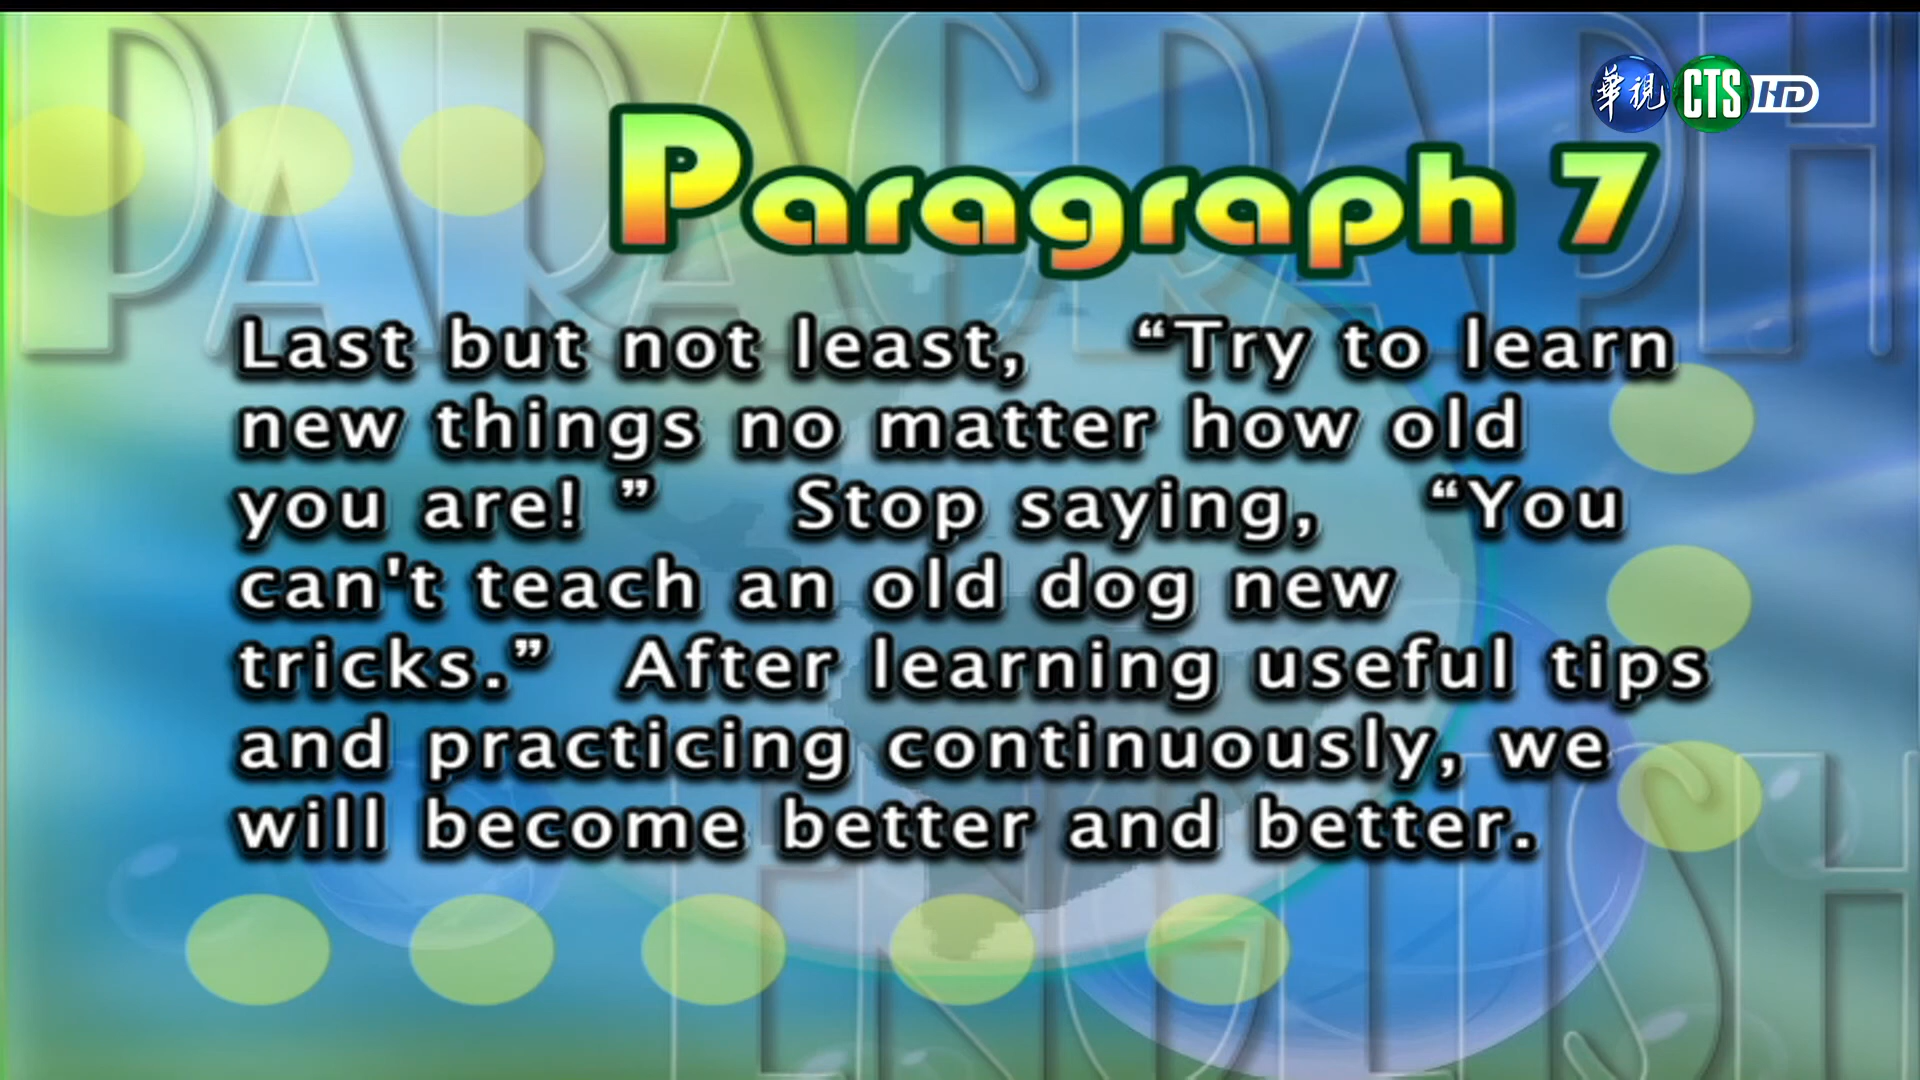 華視 CTS HD
PARAGRAPH
Paragraph 7
Last but not least, “Try to learn
new things no matter how old
you are! ” Stop saying, “You
can't teach an old dog new
tricks.” After learning useful tips
and practicing continuously, we
will become better and better.
ENGLISH